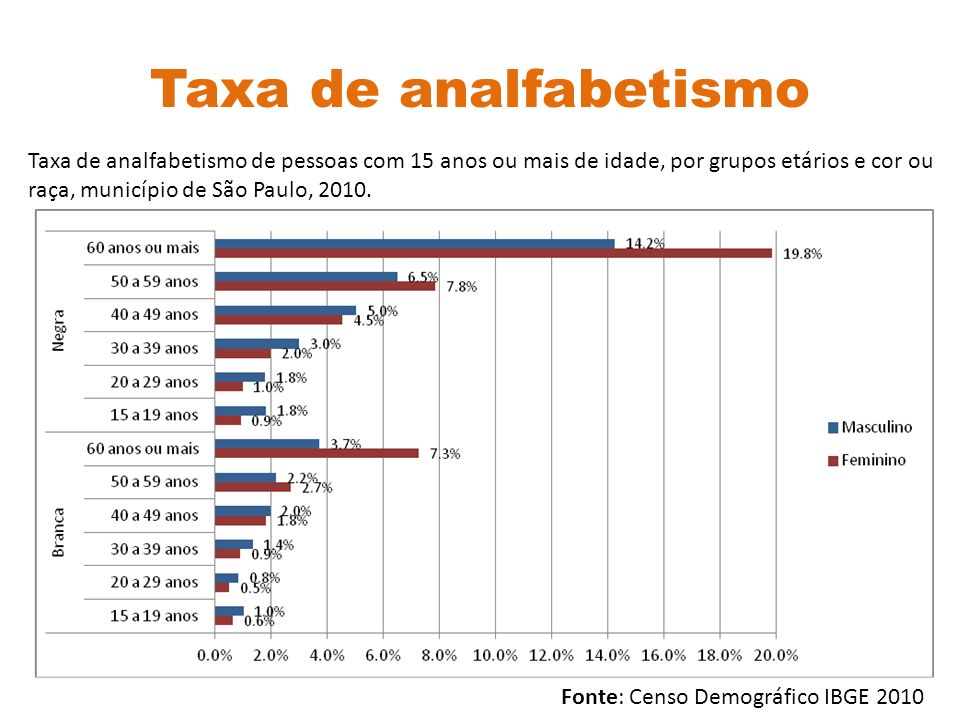 Taxa de analfabetismo
Taxa de analfabetismo de pessoas com 15 anos ou mais de idade, por grupos etários e cor ou
raça, município de São Paulo, 2010.
Negra
60 anos ou mais
14.2%
19.8%
50 a 59 anos
6.5%
7.8%
40 a 49 anos
5.0%
4.5%
30 a 39 anos
3.0%
2.0%
20 a 29 anos
1.8%
1.0%
15 a 19 anos
1.8%
0.9%
Branca
60 anos ou mais
3.7%
7.3%
50 a 59 anos
2.2%
2.7%
40 a 49 anos
2.0%
1.8%
30 a 39 anos
1.4%
0.9%
20 a 29 anos
0.8%
0.5%
15 a 19 anos
1.0%
0.6%
Masculino
Feminino
0.0% 2.0% 4.0% 6.0% 8.0% 10.0% 12.0% 14.0% 16.0% 18.0% 20.0%
Fonte: Censo Demográfico IBGE 2010